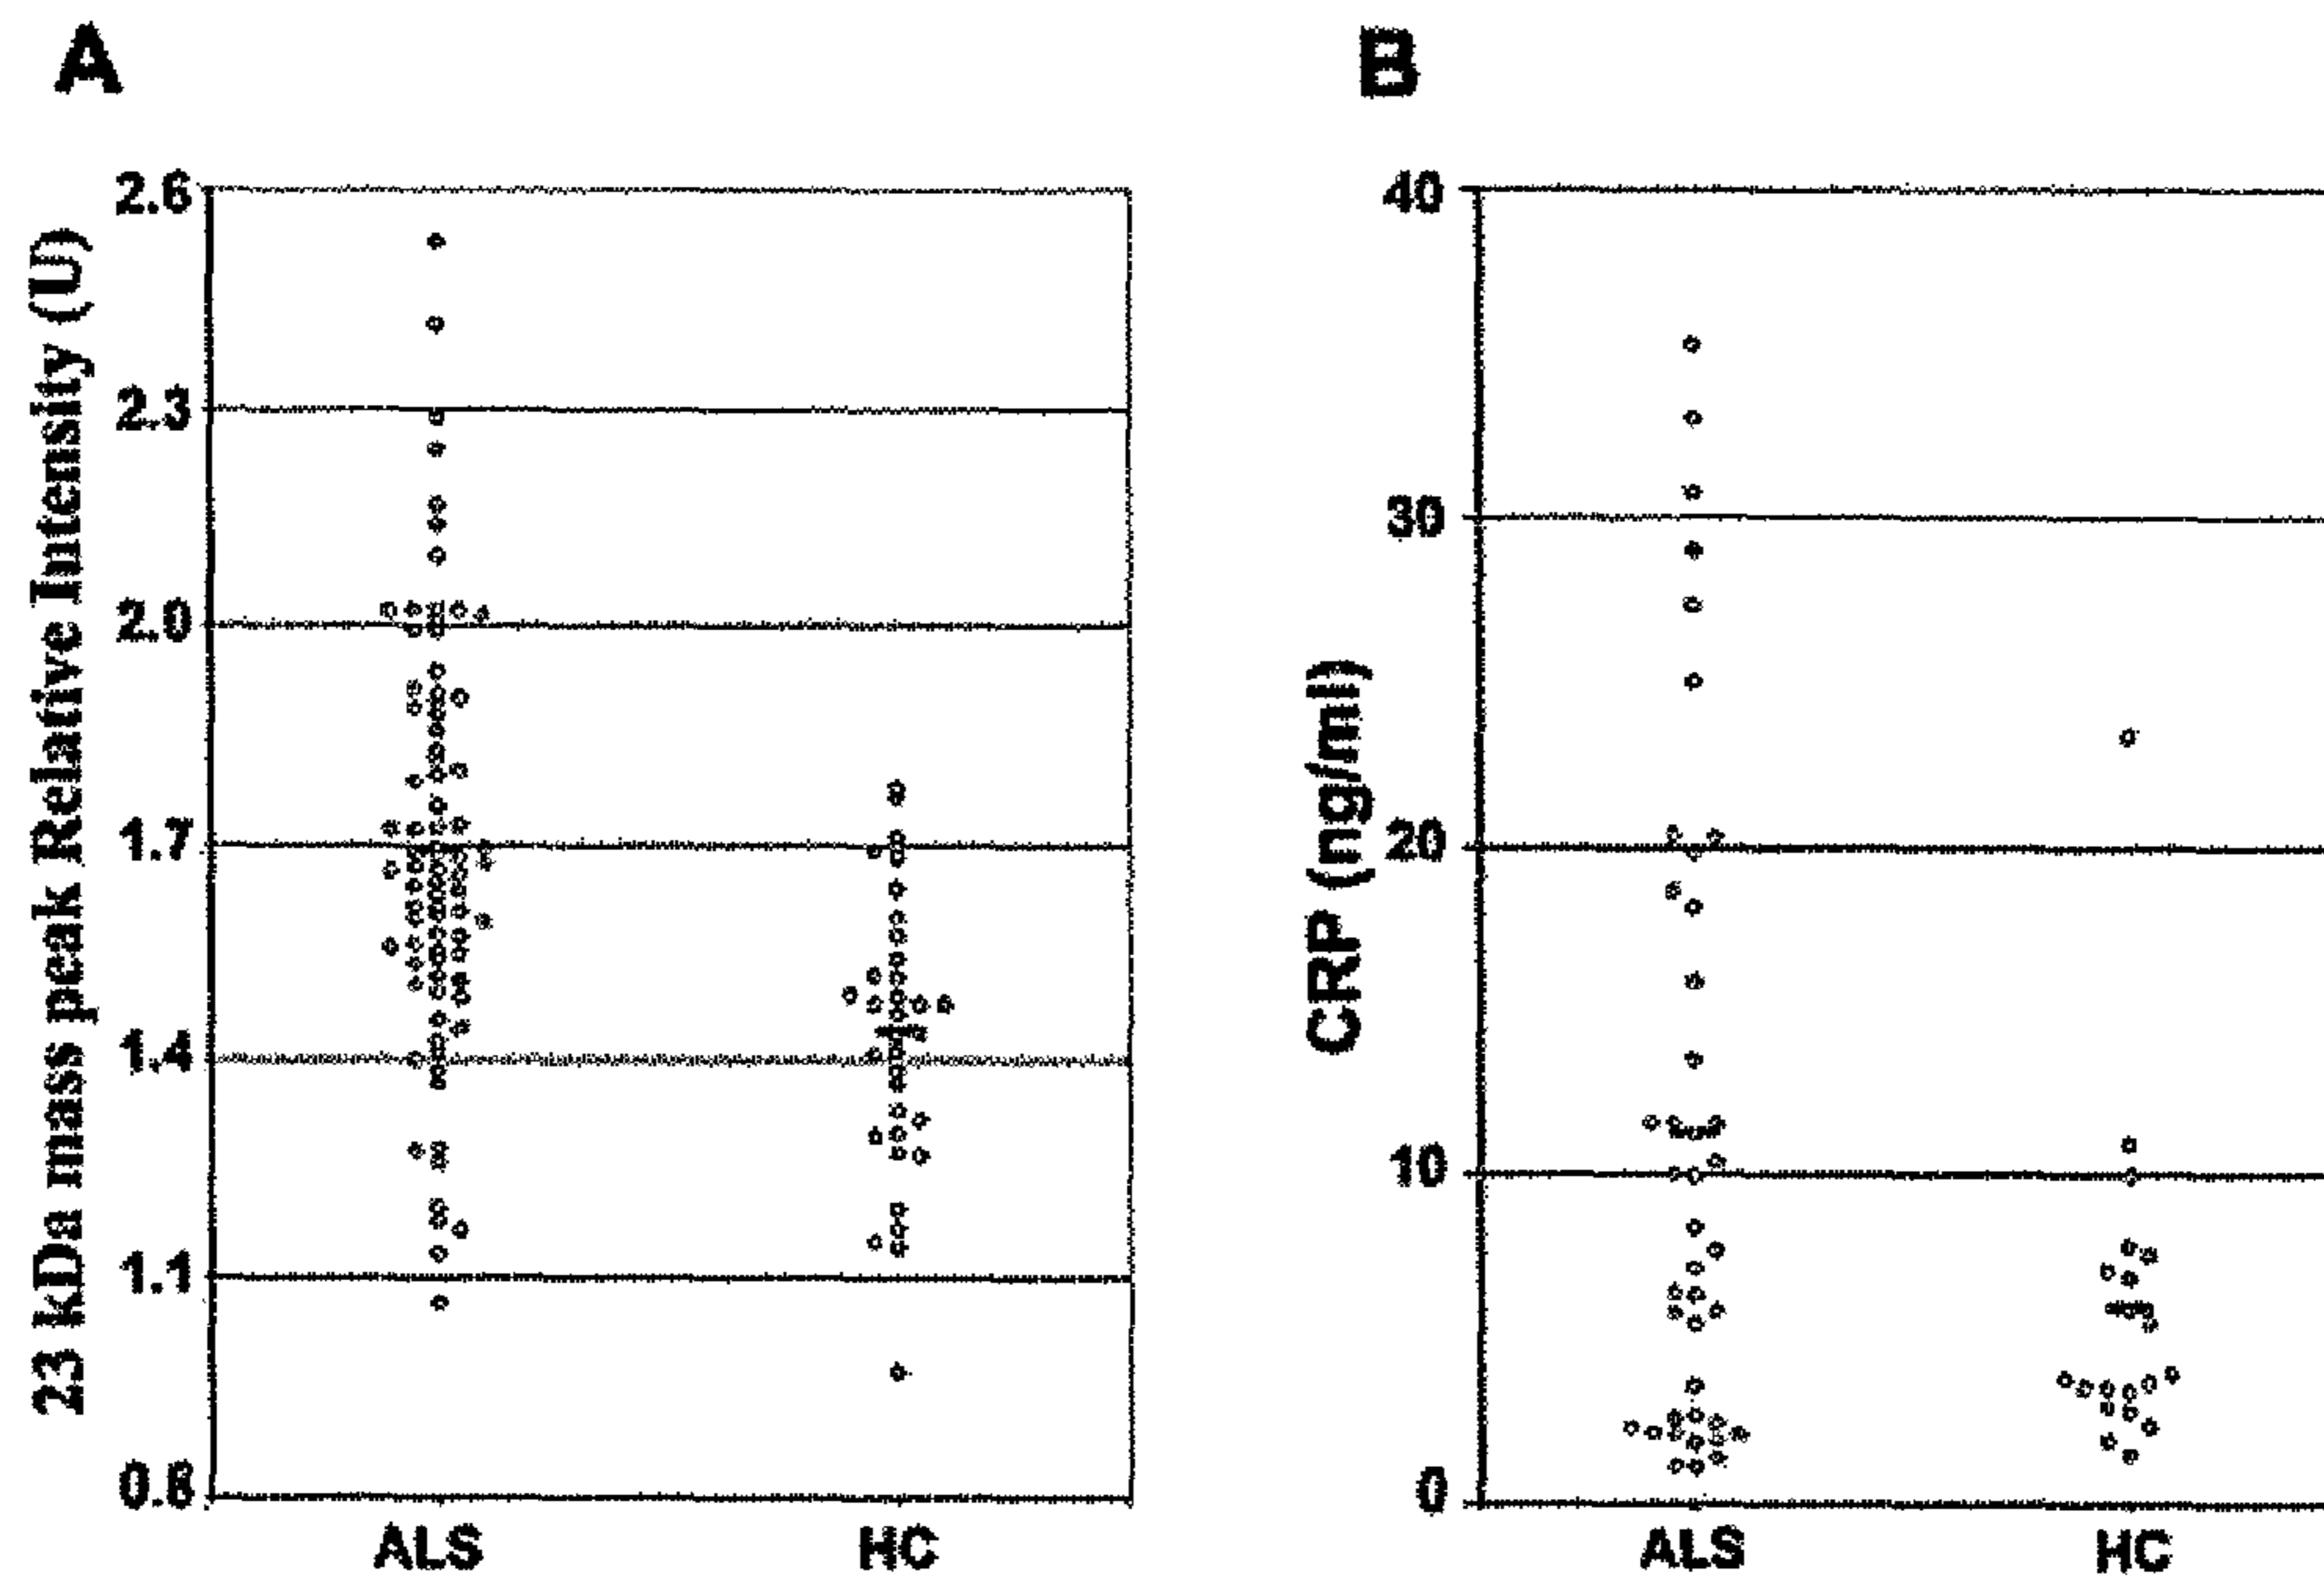 A
B
23 kDa mass peak Relative Intensity (U)
2.6
2.3
2.0
1.7
1.4
1.1
0.8
ALS
HC
CRP (ng/ml)
40
30
20
10
0
ALS
HC